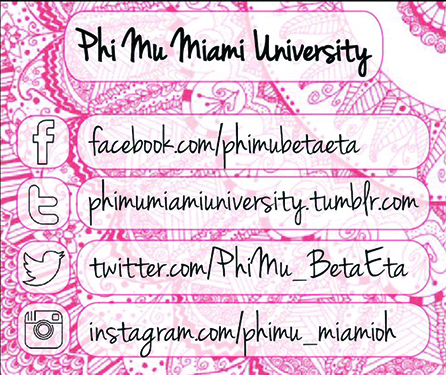 Phi Mu Miami University
facebook.com/phimubetaeta
phimumiamiuniversity.tumblr.com
twitter.com/PhiMu_BetaEta
instagram.com/phimu_miamioh